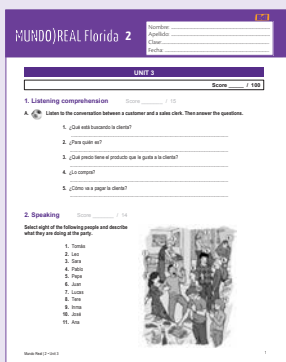 MUNDO REAL Florida 2
Nombre:
Apellido:
Clase:
Fecha:
UNIT 3
Score / 100
1. Listening comprehension Score / 15
A. Listen to the conversation between a customer and a sales clerk. Then answer the questions.
1. ¿Qué está buscando la clienta?
2. ¿Para quién es?
3. ¿Qué precio tiene el producto que le gusta a la clienta?
4. ¿Lo compra?
5. ¿Cómo va a pagar la clienta?
2. Speaking Score / 14
Select eight of the following people and describe
what they are doing at the party.
1. Tomás
2. Leo
3. Sara
4. Pablo
5. Pepe
6. Juan
7. Lucas
8. Tere
9. Irma
10. José
11. Ana
Mundo Real 2 • Unit 3
1